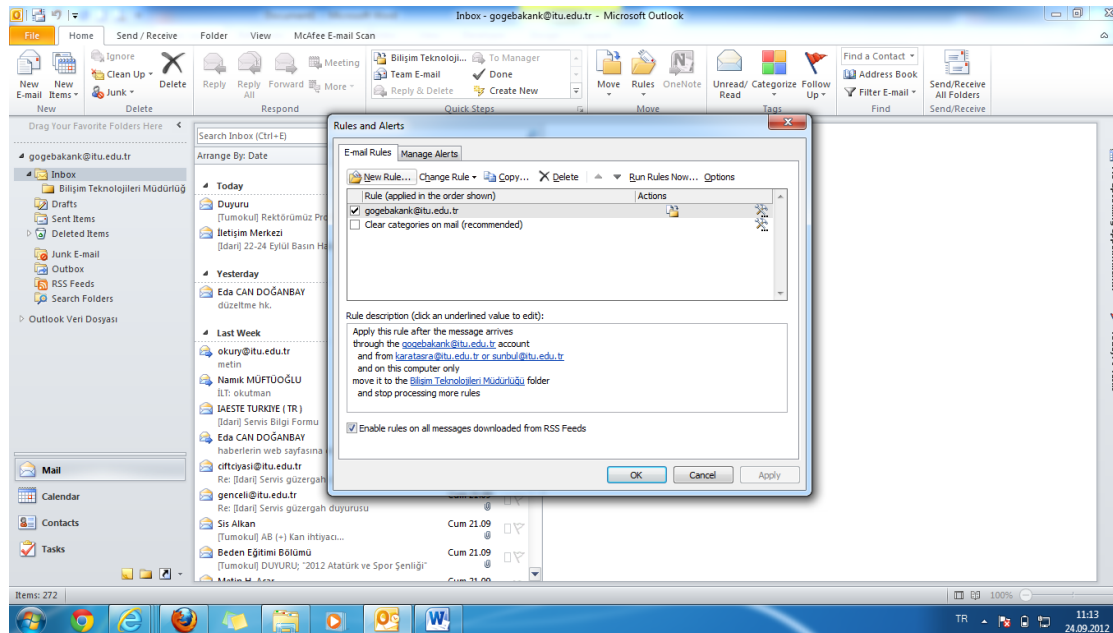 Inbox - gogebakank@itu.edu.tr - Microsoft Outlook
File Home Send / Receive Folder View McAfee E-mail Scan
New E-mail
New Items
Ignore
Clean Up
Junk
Delete
Reply
Reply All
Forward
Meeting
More
Bilişim Teknoloji...
Team E-mail
Reply & Delete
To Manager
Done
Create New
Move
Rules
OneNote
Unread/ Read
Categorize
Follow Up
Find a Contact
Address Book
Filter E-mail
Send/Receive All Folders
New Delete Respond Quick Steps Move Tags Find Send/Receive
Drag Your Favorite Folders Here
gogebakank@itu.edu.tr
Inbox
Bilişim Teknolojileri Müdürlüğ
Drafts
Sent Items
Deleted Items
Junk E-mail
Outbox
RSS Feeds
Search Folders
Outlook Veri Dosyası
Mail
Calendar
Contacts
Tasks
Search Inbox (Ctrl+E)
Arrange By: Date
Today
Duyuru
[Tumokul] Rektörümüz Pro
İletişim Merkezi
[Idari] 22-24 Eylül Basın Ha
Yesterday
Eda CAN DOĞANBAY
düzeltme hk.
Last Week
okury@itu.edu.tr
metin
Namık MÜFTÜOĞLU
İLT: okutman
IAESTE TURKIYE ( TR )
[Idari] Servis Bilgi Formu
Eda CAN DOĞANBAY
haberlerin web sayfasına
ciftciyasi@itu.edu.tr
Re: [Idari] Servis güzergah
genceli@itu.edu.tr Cum 21.09
Re: [Idari] Servis güzergah duyurusu
Sis Alkan Cum 21.09
[Tumokul] AB (+) Kan ihtiyacı...
Beden Eğitimi Bölümü Cum 21.09
[Tumokul] DUYURU; "2012 Atatürk ve Spor Şenliği"
Metin H. Acar Cum 21.09
Rules and Alerts
E-mail Rules Manage Alerts
New Rule... Change Rule Copy... Delete Run Rules Now... Options
Rule (applied in the order shown) Actions
gogebakank@itu.edu.tr
Clear categories on mail (recommended)
Rule description (click an underlined value to edit):
Apply this rule after the message arrives
through the gogebakank@itu.edu.tr account
and from karatasra@itu.edu.tr or sunbul@itu.edu.tr
and on this computer only
move it to the Bilişim Teknolojileri Müdürlüğü folder
and stop processing more rules
Enable rules on all messages downloaded from RSS Feeds
OK Cancel Apply
Items: 272
100%
TR
11:13
24.09.2012